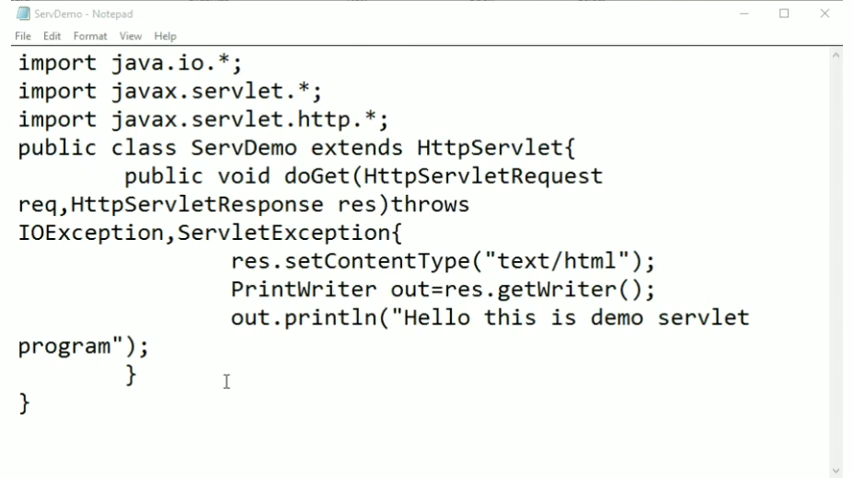 ServDemo - Notepad
File Edit Format View Help
import java.io.*;
import javax.servlet.*;
import javax.servlet.http.*;
public class ServDemo extends HttpServlet{
public void doGet(HttpServletRequest
req,HttpServletResponse res)throws
IOException,ServletException{
res.setContentType("text/html");
PrintWriter out=res.getWriter();
out.println("Hello this is demo servlet
program");
}
}